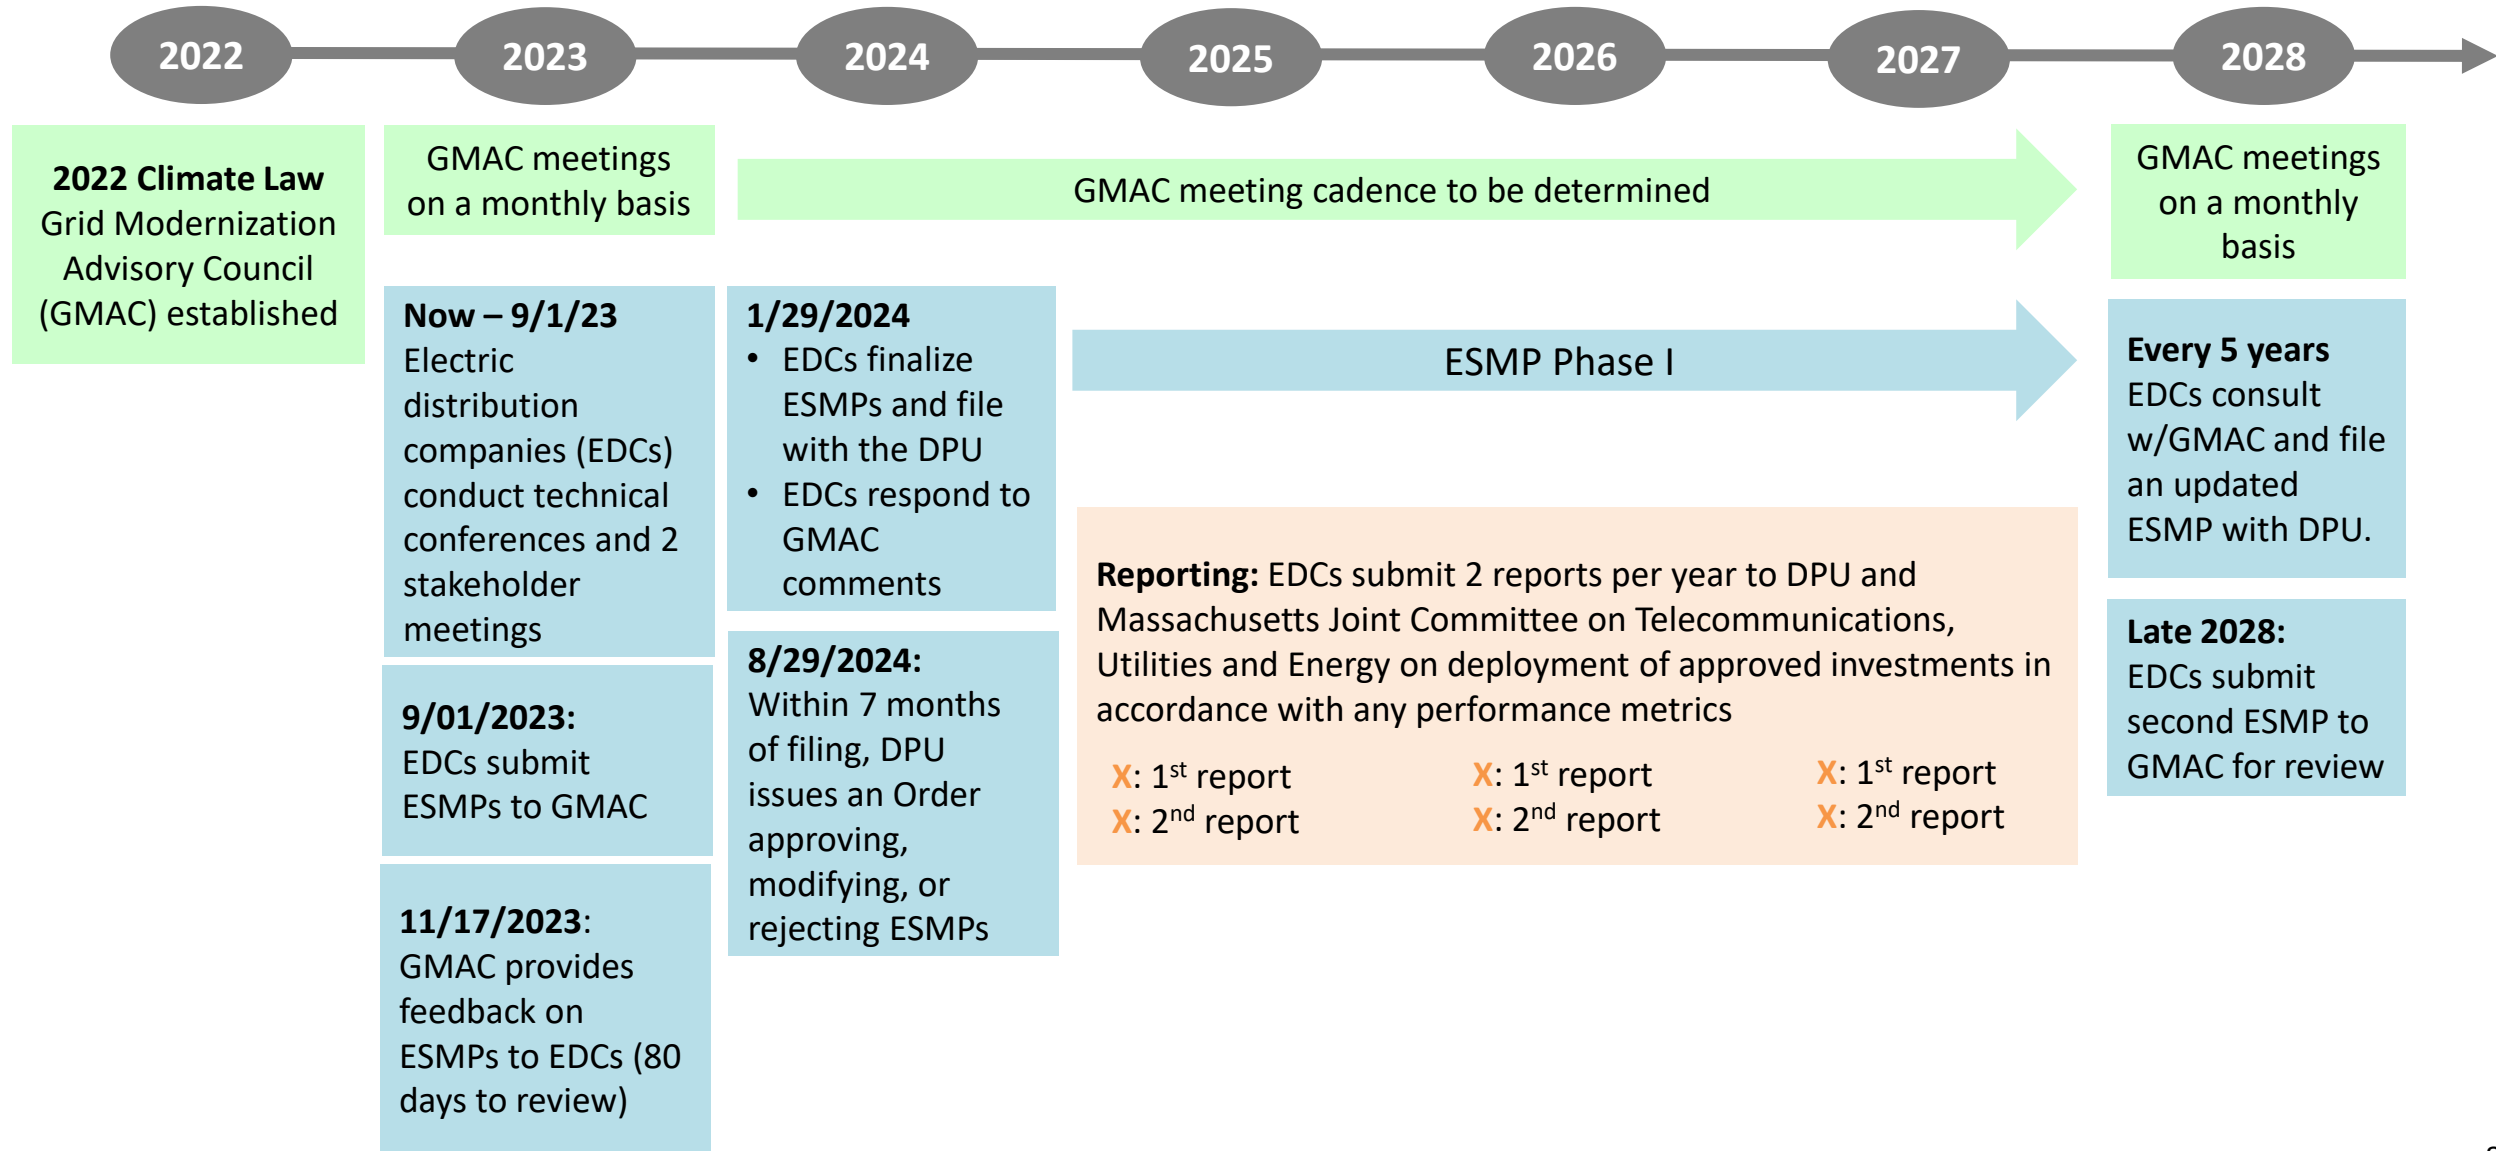 2022
2023
2024
2025
2026
2027
2028
2022 Climate Law
Grid Modernization
Advisory Council
(GMAC) established
GMAC meetings
on a monthly basis
GMAC meeting cadence to be determined
GMAC meetings
on a monthly
basis
Now – 9/1/23
Electric
distribution
companies (EDCs)
conduct technical
conferences and 2
stakeholder
meetings
9/01/2023:
EDCs submit
ESMPs to GMAC
11/17/2023:
GMAC provides
feedback on
ESMPs to EDCs (80
days to review)
1/29/2024
• EDCs finalize
ESMPs and file
with the DPU
• EDCs respond to
GMAC
comments
8/29/2024:
Within 7 months
of filing, DPU
issues an Order
approving,
modifying, or
rejecting ESMPs
ESMP Phase I
Reporting: EDCs submit 2 reports per year to DPU and
Massachusetts Joint Committee on Telecommunications,
Utilities and Energy on deployment of approved investments in
accordance with any performance metrics
X: 1st report
X: 2nd report
X: 1st report
X: 2nd report
X: 1st report
X: 2nd report
Every 5 years
EDCs consult
w/GMAC and file
an updated
ESMP with DPU.
Late 2028:
EDCs submit
second ESMP to
GMAC for review